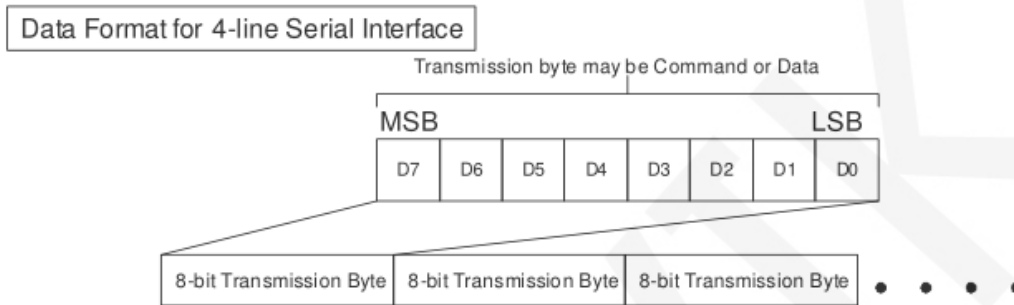 Data Format for 4-line Serial Interface
Transmission byte may be Command or Data
MSB LSB
D7 D6 D5 D4 D3 D2 D1 D0
8-bit Transmission Byte 8-bit Transmission Byte 8-bit Transmission Byte